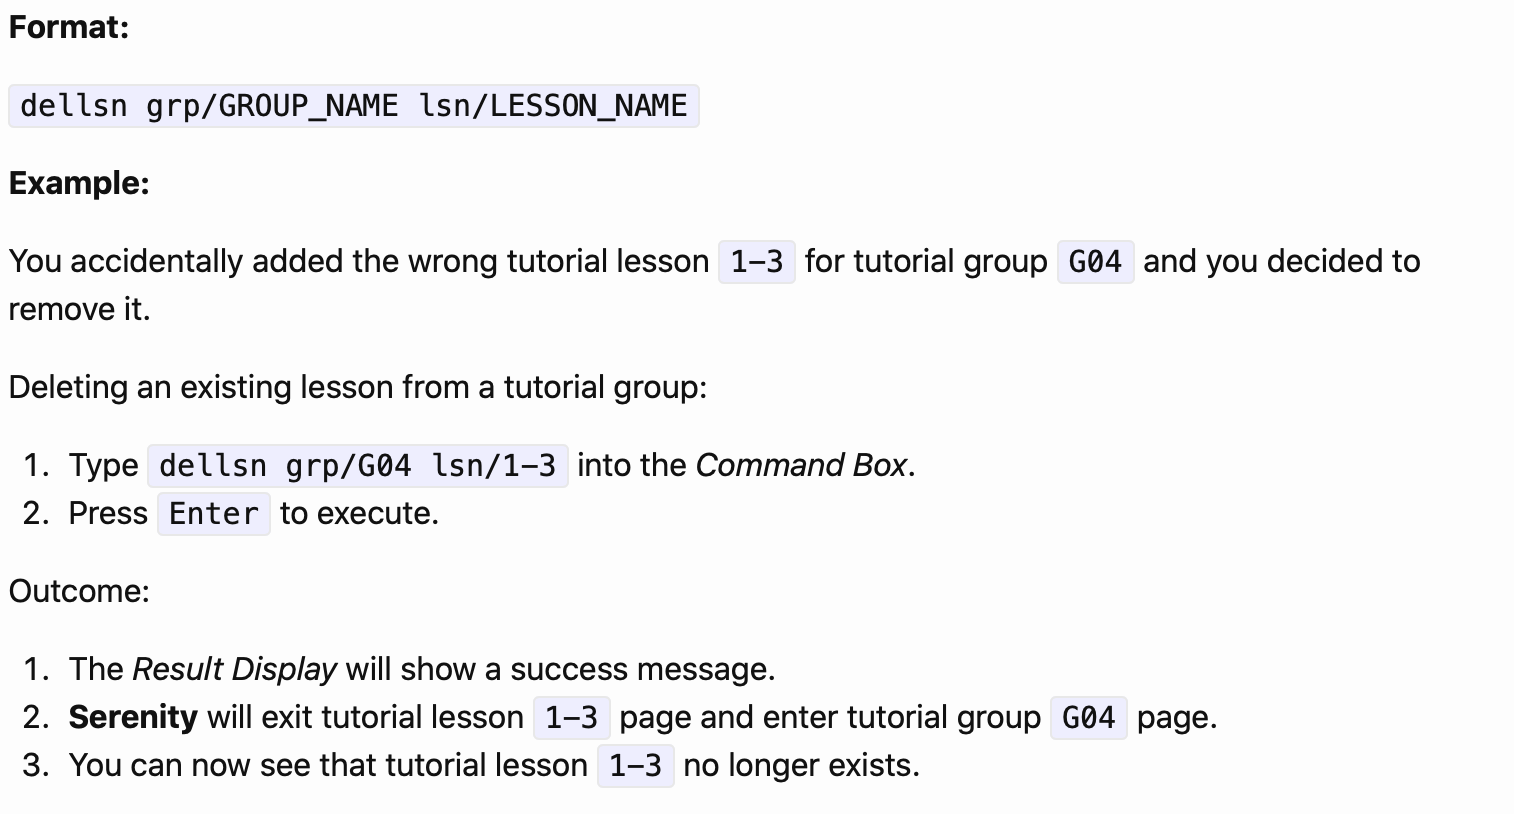 Format:
dellsn grp/GROUP_NAME lsn/LESSON_NAME
Example:
You accidentally added the wrong tutorial lesson 1-3 for tutorial group G04 and you decided to
remove it.
Deleting an existing lesson from a tutorial group:
1. Type dellsn grp/G04 lsn/1-3 into the Command Box.
2. Press Enter to execute.
Outcome:
1. The Result Display will show a success message.
2. Serenity will exit tutorial lesson 1-3 page and enter tutorial group G04 page.
3. You can now see that tutorial lesson 1-3 no longer exists.